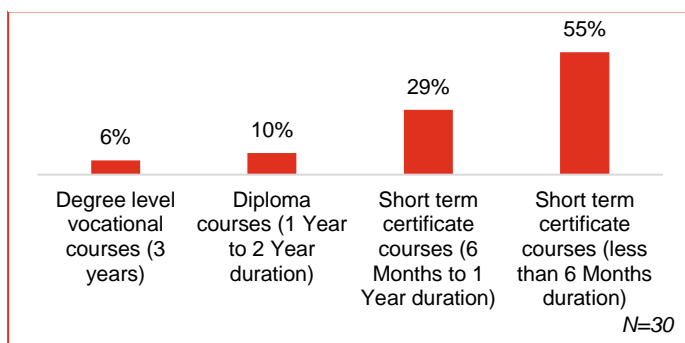 55%
29%
10%
6%
Degree level
vocational
courses (3
years)
Diploma
courses (1 Year
to 2 Year
duration)
Short term
certificate
courses (6
Months to 1
Year duration)
Short term
certificate
courses (less
than 6 Months
duration)
N=30